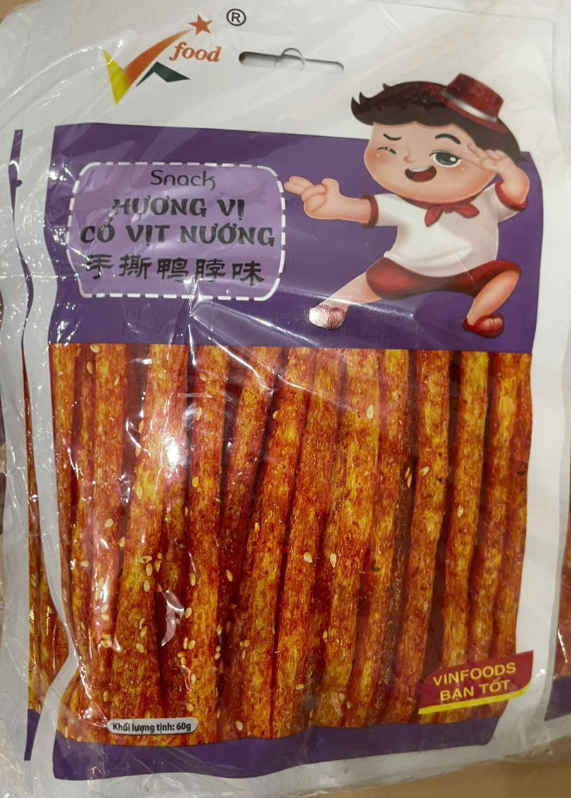 ®
food
Snack
HƯƠNG VỊ
CỔ VỊT NƯỚNG
手撕鸭脖味
VINFOODS
BẠN TỐT
Khối lượng tịnh: 60g